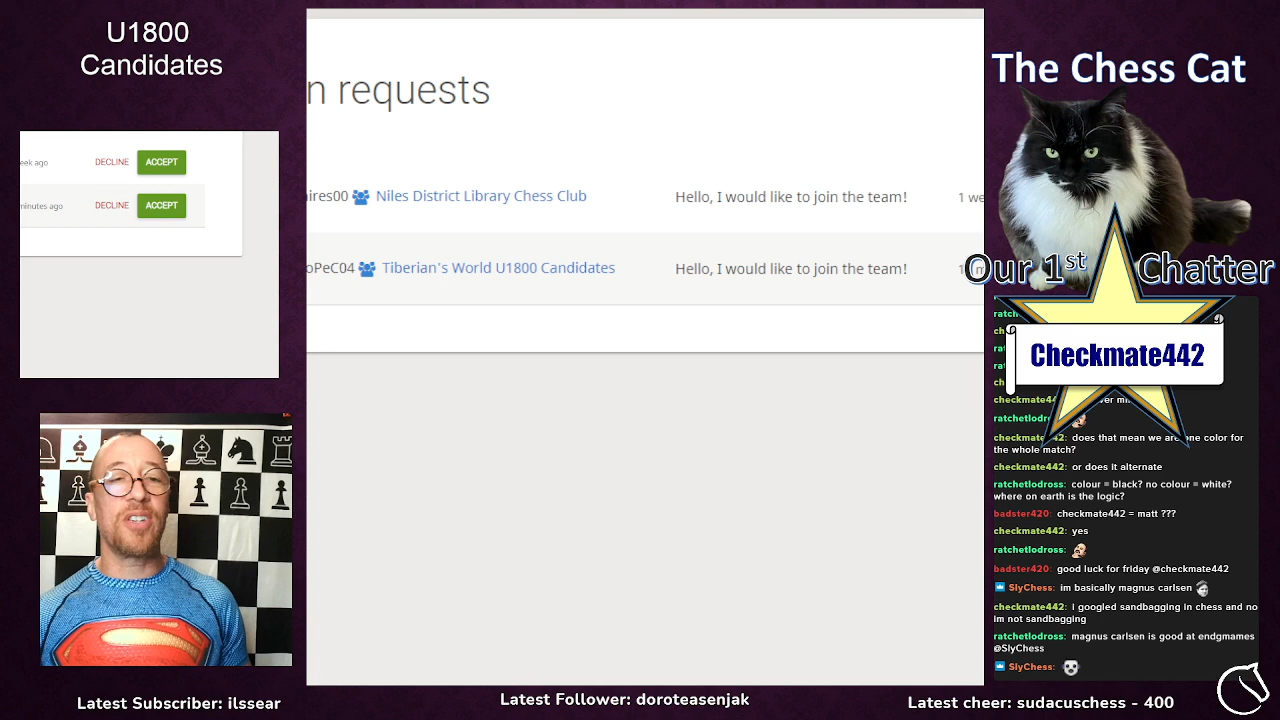 U1800
Candidates
The Chess Cat
n requests
eek ago DECLINE ACCEPT
minutes ago DECLINE ACCEPT
ires00 Niles District Library Chess Club Hello, I would like to join the team! 1 we
oPeC04 Tiberian's World U1800 Candidates Hello, I would like to join the team!
Our 1st Chatter
Checkmate442
checkmate442: does that mean we are one color for
the whole match?
checkmate442: or does it alternate
ratchetlodross: colour = black? no colour = white?
where on earth is the logic?
badster420: checkmate442 = matt ???
checkmate442: yes
ratchetlodross:
badster420: good luck for friday @checkmate442
SlyChess: im basically magnus carlsen
checkmate442: I googled sandbagging in chess and no
im not sandbagging
ratchetlodross: magnus carlsen is good at endgmames
@SlyChess
SlyChess:
Latest Subscriber: ilssear
Latest Follower: doroteasenjak
Latest cheer: sudacuschess - 400